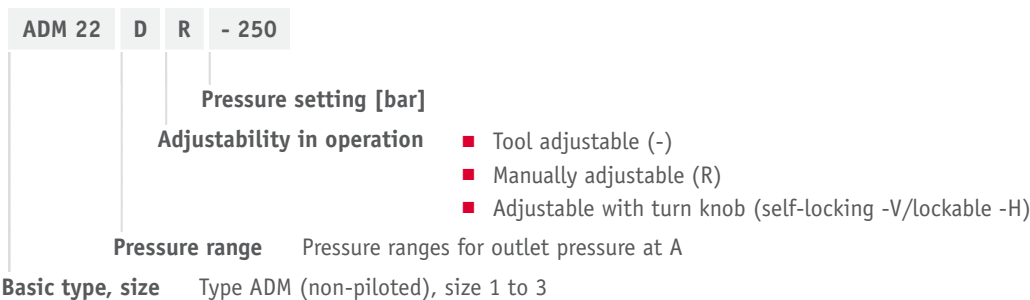 ADM 22 D R - 250
Pressure setting [bar]
Adjustability in operation ■ Tool adjustable (-)
■ Manually adjustable (R)
■ Adjustable with turn knob (self-locking -V/lockable -H)
Pressure range Pressure ranges for outlet pressure at A
Basic type, size Type ADM (non-piloted), size 1 to 3